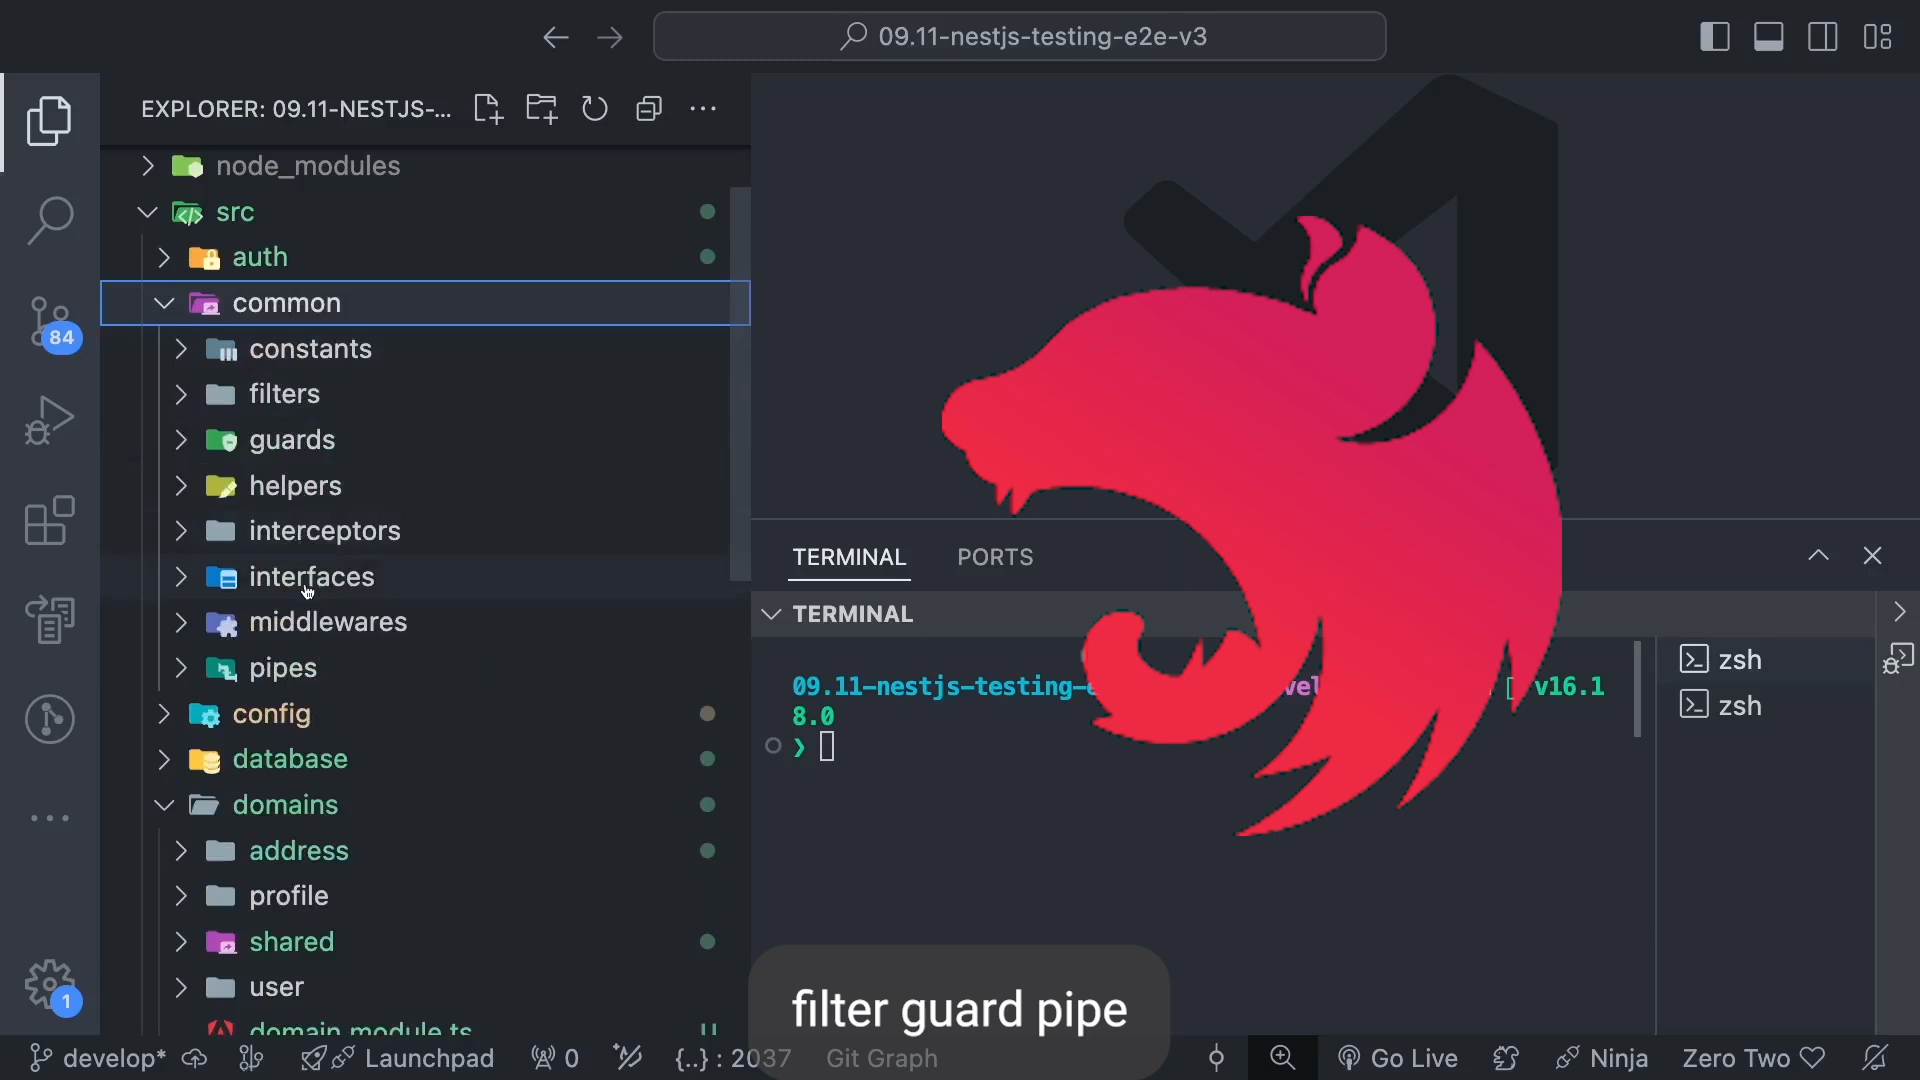 09.11-nestjs-testing-e2e-v3
EXPLORER: 09.11-NESTJS-...
node_modules
src
auth
common
constants
filters
guards
helpers
interceptors
interfaces
middlewares
pipes
config
database
domains
address
profile
shared
user
domain.module.ts
U
84
1
TERMINAL
PORTS
TERMINAL
09.11-nestjs-testing-
v16.1
8.0
❯
zsh
zsh
filter guard pipe
develop*
Launchpad
0
{..} : 2037
Git Graph
Go Live
Ninja
Zero Two